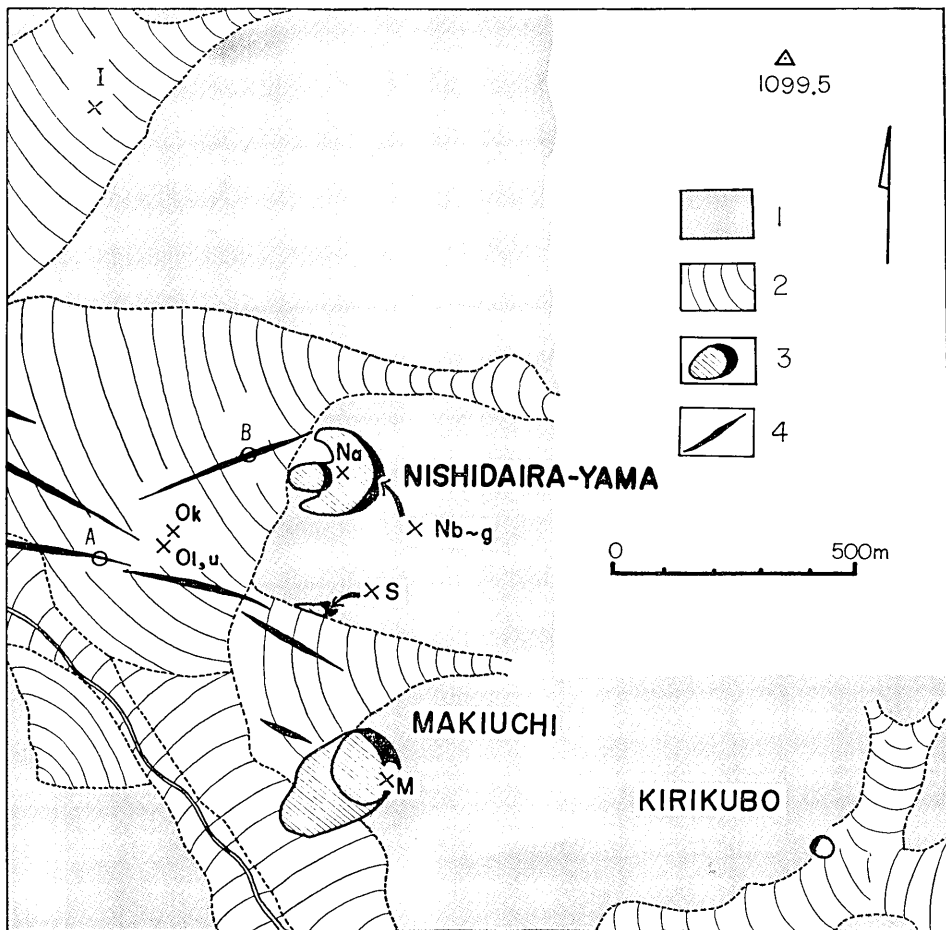 I
1099.5
1
2
3
4
B
Na
NISHIDAIRA-YAMA
Ok
Nb~g
A
Ol,u
0 500m
S
MAKIUCHI
M
KIRIKUBO